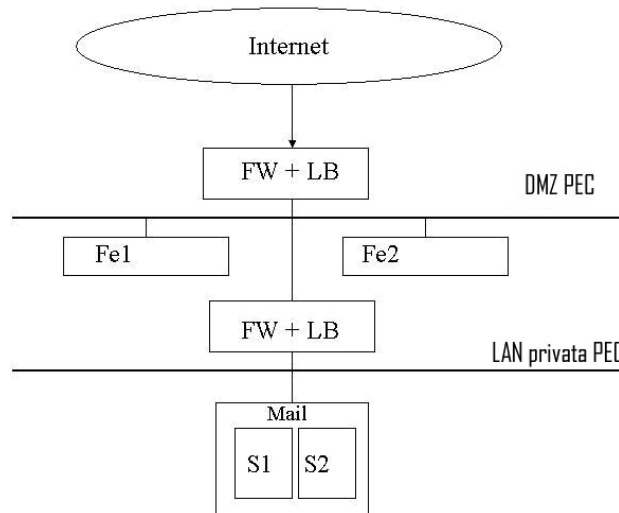 Internet
FW + LB
DMZ PEC
Fe1
Fe2
FW + LB
LAN privata PEC
Mail
S1
S2